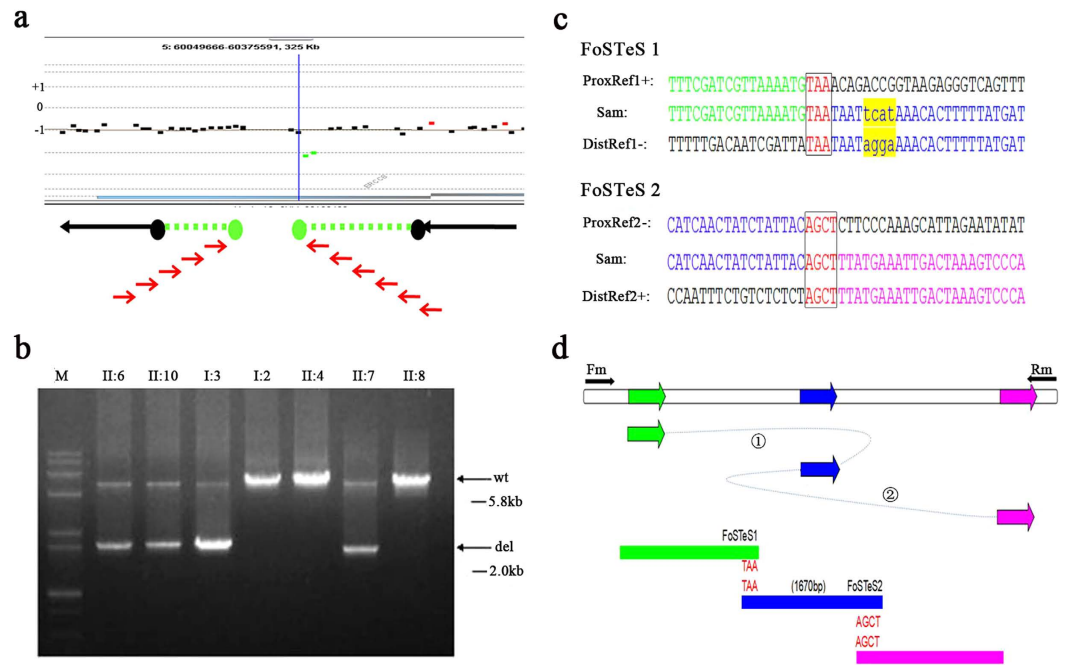 a
5: 60049666-60375591, 325 Kb
+1
0
-1
ERCC8
b
M II:6 II:10 I:3 I:2 II:4 II:7 II:8
wt
5.8kb
del
2.0kb
c
FoSTeS 1
ProxRef1+: TTTCGATCGTTAAAATGTAAACAGACCGGTAAGAGGGTCAGTTT
Sam: TTTCGATCGTTAAAATGTAATAATtcatAAACACTTTTTATGAT
DistRef1-: TTTTTGACAATCGATTATAATAATaggaAAACACTTTTTATGAT
FoSTeS 2
ProxRef2-: CATCAACTATCTATTACAGCTCTTCCCAAAGCATTAGAATATAT
Sam: CATCAACTATCTATTACAGCTTTATGAAATTGACTAAAGTCCCA
DistRef2+: CCAATTTCTGTCTCTCTAGCTTTATGAAATTGACTAAAGTCCCA
d
Fm Rm
①
②
FoSTeS1
TAA
TAA
(1670bp) FoSTeS2
AGCT
AGCT